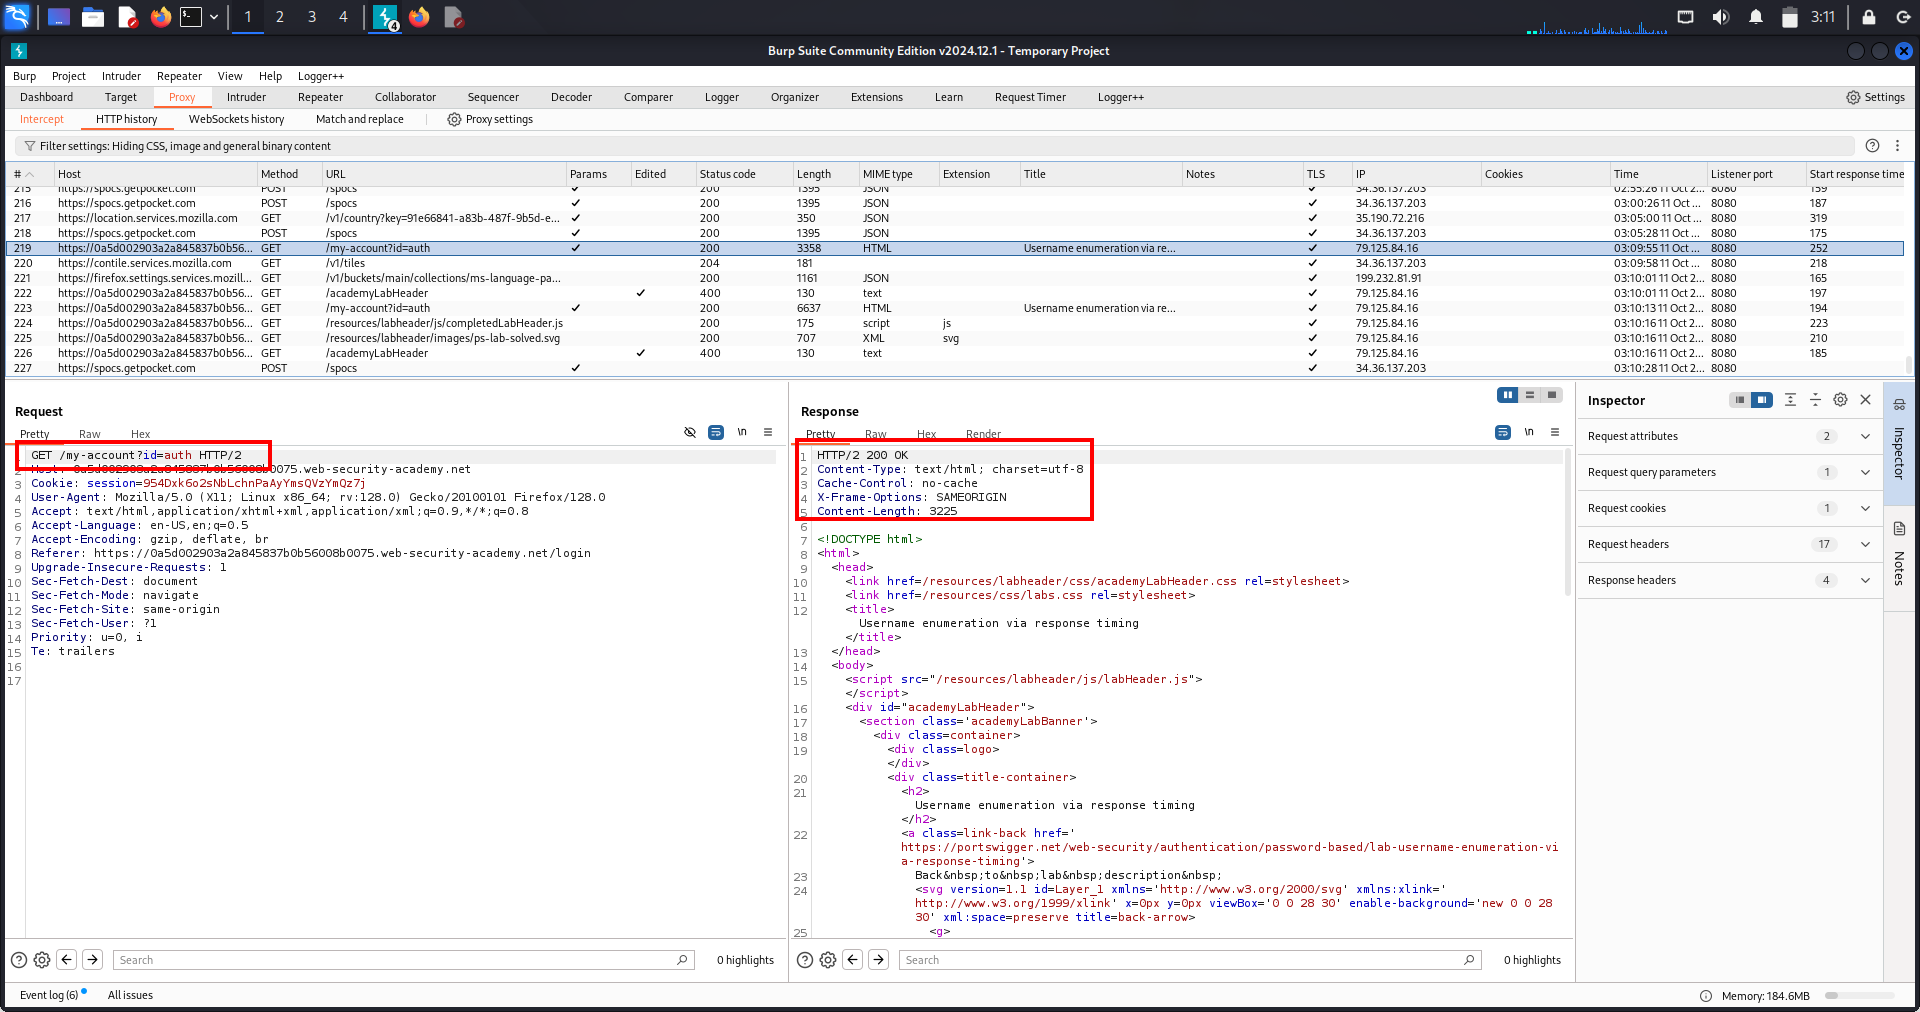 1 2 3 4 4 3:11
Burp Suite Community Edition v2024.12.1 - Temporary Project
Burp Project Intruder Repeater View Help Logger++
Dashboard Target Proxy Intruder Repeater Collaborator Sequencer Decoder Comparer Logger Organizer Extensions Learn Request Timer Logger++ Settings
Intercept HTTP history WebSockets history Match and replace Proxy settings
Filter settings: Hiding CSS, image and general binary content
# Host Method URL Params Edited Status code Length MIME type Extension Title Notes TLS IP Cookies Time Listener port Start response time
215 https://spocs.getpocket.com POST /spocs ✓ 200 1395 JSON ✓ 34.36.137.203 02:55:26 11 Oct 2... 8080 159
216 https://spocs.getpocket.com POST /spocs ✓ 200 1395 JSON ✓ 34.36.137.203 03:00:26 11 Oct ... 8080 187
217 https://location.services.mozilla.com GET /v1/country?key=91e66841-a83b-487f-9b5d-e... ✓ 200 350 JSON ✓ 35.190.72.216 03:05:00 11 Oct ... 8080 319
218 https://spocs.getpocket.com POST /spocs ✓ 200 1395 JSON ✓ 34.36.137.203 03:05:28 11 Oct ... 8080 175
219 https://0a5d002903a2a845837b0b56... GET /my-account?id=auth ✓ 200 3358 HTML Username enumeration via re... ✓ 79.125.84.16 03:09:55 11 Oct ... 8080 252
220 https://contile.services.mozilla.com GET /v1/tiles 204 181 ✓ 34.36.137.203 03:09:58 11 Oct ... 8080 218
221 https://firefox.settings.services.mozill... GET /v1/buckets/main/collections/ms-language-pa... 200 1161 JSON ✓ 199.232.81.91 03:10:01 11 Oct 2... 8080 165
222 https://0a5d002903a2a845837b0b56... GET /academyLabHeader ✓ 400 130 text ✓ 79.125.84.16 03:10:01 11 Oct 2... 8080 197
223 https://0a5d002903a2a845837b0b56... GET /my-account?id=auth ✓ 200 6637 HTML Username enumeration via re... ✓ 79.125.84.16 03:10:13 11 Oct 2... 8080 194
224 https://0a5d002903a2a845837b0b56... GET /resources/labheader/js/completedLabHeader.js 200 175 script js ✓ 79.125.84.16 03:10:16 11 Oct 2... 8080 223
225 https://0a5d002903a2a845837b0b56... GET /resources/labheader/images/ps-lab-solved.svg 200 707 XML svg ✓ 79.125.84.16 03:10:16 11 Oct 2... 8080 210
226 https://0a5d002903a2a845837b0b56... GET /academyLabHeader ✓ 400 130 text ✓ 79.125.84.16 03:10:16 11 Oct 2... 8080 185
227 https://spocs.getpocket.com POST /spocs ✓ ✓ 34.36.137.203 03:10:28 11 Oct 2... 8080
Request
Pretty Raw Hex \n
GET /my-account?id=auth HTTP/2
2 Host: 0a5d002903a2a845837b0b56008b0075.web-security-academy.net
3 Cookie: session=954Dxk6o2sNbLchnPaAyYmsQVzYmQz7j
4 User-Agent: Mozilla/5.0 (X11; Linux x86_64; rv:128.0) Gecko/20100101 Firefox/128.0
5 Accept: text/html,application/xhtml+xml,application/xml;q=0.9,*/*;q=0.8
6 Accept-Language: en-US,en;q=0.5
7 Accept-Encoding: gzip, deflate, br
8 Referer: https://0a5d002903a2a845837b0b56008b0075.web-security-academy.net/login
9 Upgrade-Insecure-Requests: 1
10 Sec-Fetch-Dest: document
11 Sec-Fetch-Mode: navigate
12 Sec-Fetch-Site: same-origin
13 Sec-Fetch-User: ?1
14 Priority: u=0, i
15 Te: trailers
16
17
Search 0 highlights
Response
Pretty Raw Hex Render \n
1 HTTP/2 200 OK
2 Content-Type: text/html; charset=utf-8
3 Cache-Control: no-cache
4 X-Frame-Options: SAMEORIGIN
5 Content-Length: 3225
6
7 <!DOCTYPE html>
8 <html>
9 <head>
10 <link href=/resources/labheader/css/academyLabHeader.css rel=stylesheet>
11 <link href=/resources/css/labs.css rel=stylesheet>
12 <title>
Username enumeration via response timing
</title>
13 </head>
14 <body>
15 <script src="/resources/labheader/js/labHeader.js">
</script>
16 <div id="academyLabHeader">
17 <section class='academyLabBanner'>
18 <div class=container>
19 <div class=logo>
</div>
20 <div class=title-container>
21 <h2>
Username enumeration via response timing
</h2>
22 <a class=link-back href='
https://portswigger.net/web-security/authentication/password-based/lab-username-enumeration-vi
a-response-timing'>
23 Back&nbsp;to&nbsp;lab&nbsp;description&nbsp;
24 <svg version=1.1 id=Layer_1 xmlns='http://www.w3.org/2000/svg' xmlns:xlink='
http://www.w3.org/1999/xlink' x=0px y=0px viewBox='0 0 28 30' enable-background='new 0 0 28
30' xml:space=preserve title=back-arrow>
25 <g>
Search 0 highlights
Inspector
Request attributes 2
Request query parameters 1
Request cookies 1
Request headers 17
Response headers 4
Inspector
Notes
Event log (6) All issues Memory: 184.6MB